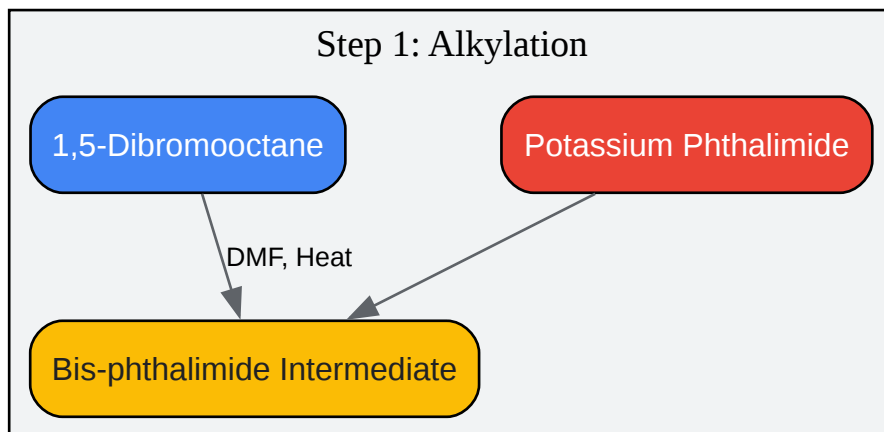 Step 1: Alkylation
1,5-Dibromooctane
Potassium Phthalimide
DMF, Heat
Bis-phthalimide Intermediate